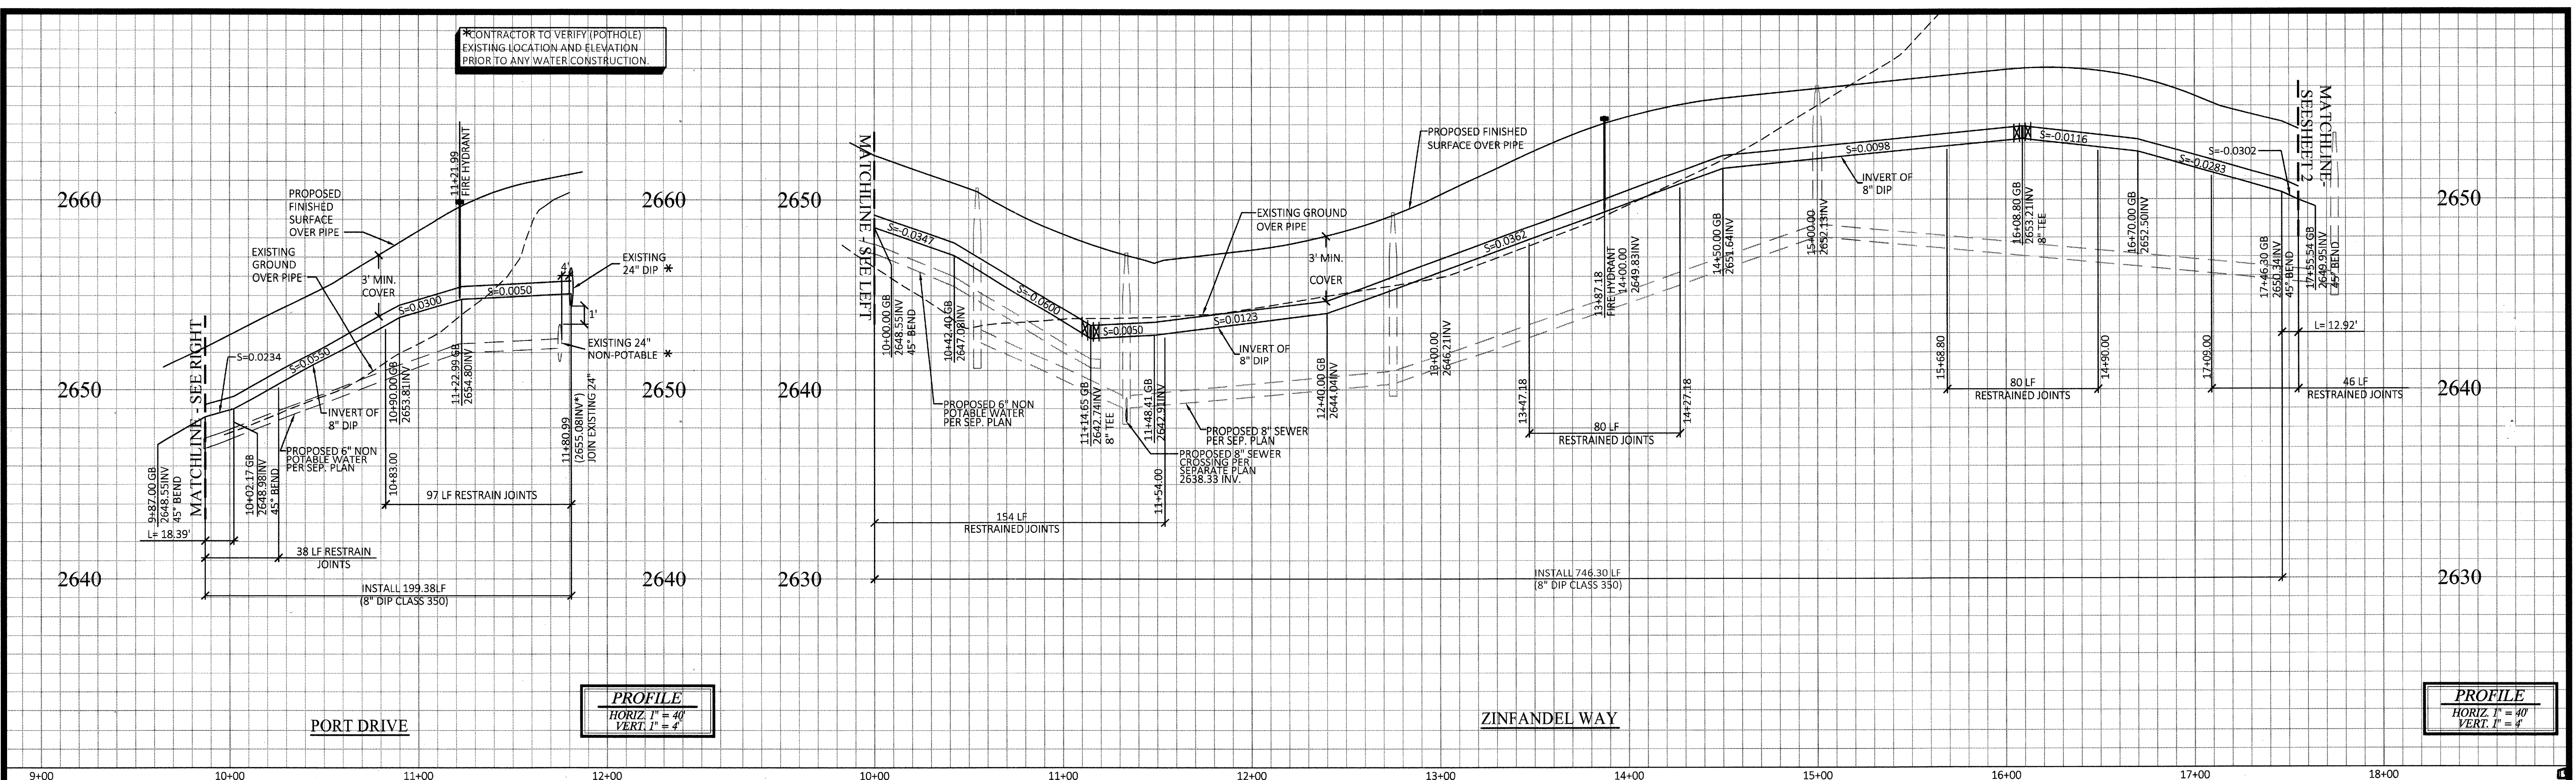 *CONTRACTOR TO VERIFY (POTHOLE)
EXISTING LOCATION AND ELEVATION
PRIOR TO ANY WATER CONSTRUCTION.
2660
2650
2640
PROPOSED
FINISHED
SURFACE
OVER PIPE
EXISTING
GROUND
OVER PIPE
3' MIN.
COVER
11+21.99
FIRE HYDRANT
4'
EXISTING
24" DIP *
1'
EXISTING 24"
NON-POTABLE *
S=0.0234
S=0.0550
S=0.0300
S=0.0050
MATCHLINE - SEE RIGHT
INVERT OF
8" DIP
PROPOSED 6" NON
POTABLE WATER
PER SEP. PLAN
9+87.00 GB
2648.55INV
45° BEND
10+02.17 GB
2648.98INV
45° BEND
10+90.00 GB
2653.81INV
10+83.00
11+22.99 GB
2654.80INV
11+80.99
(2655.08INV*)
JOIN EXISTING 24"
97 LF RESTRAIN JOINTS
L= 18.39'
38 LF RESTRAIN
JOINTS
INSTALL 199.38LF
(8" DIP CLASS 350)
2660
2650
2640
PORT DRIVE
PROFILE
HORIZ. 1" = 40'
VERT. 1" = 4'
9+00
10+00
11+00
12+00
2650
2640
2630
MATCHLINE - SEE LEFT
S=-0.0347
S=-0.0600
S=0.0050
S=0.0123
S=0.0362
S=0.0098
S=-0.0116
S=-0.0283
S=-0.0302
PROPOSED FINISHED
SURFACE OVER PIPE
EXISTING GROUND
OVER PIPE
3' MIN.
COVER
INVERT OF
8" DIP
INVERT OF
8" DIP
10+00.00 GB
2648.55INV
45° BEND
10+42.40 GB
2647.08INV
PROPOSED 6" NON
POTABLE WATER
PER SEP. PLAN
11+14.65 GB
2642.74INV
8" TEE
11+48.41 GB
2642.91INV
11+54.00
PROPOSED 8" SEWER
PER SEP. PLAN
PROPOSED 8" SEWER
CROSSING PER
SEPARATE PLAN
2638.33 INV.
12+40.00 GB
2644.04INV
13+00.00
2646.21INV
13+47.18
13+87.18
FIRE HYDRANT
14+00.00
2649.83INV
14+27.18
14+50.00 GB
2651.64INV
15+00.00
2652.13INV
15+68.80
16+08.80 GB
2653.21INV
8" TEE
14+90.00
16+70.00 GB
2652.50INV
17+09.00
17+46.30 GB
2650.34INV
45° BEND
17+55.54 GB
2649.95INV
45° BEND
MATCHLINE-
SEESHEET 2
L= 12.92'
154 LF
RESTRAINED JOINTS
80 LF
RESTRAINED JOINTS
80 LF
RESTRAINED JOINTS
46 LF
RESTRAINED JOINTS
INSTALL 746.30 LF
(8" DIP CLASS 350)
2650
2640
2630
ZINFANDEL WAY
PROFILE
HORIZ. 1" = 40'
VERT. 1" = 4'
10+00
11+00
12+00
13+00
14+00
15+00
16+00
17+00
18+00